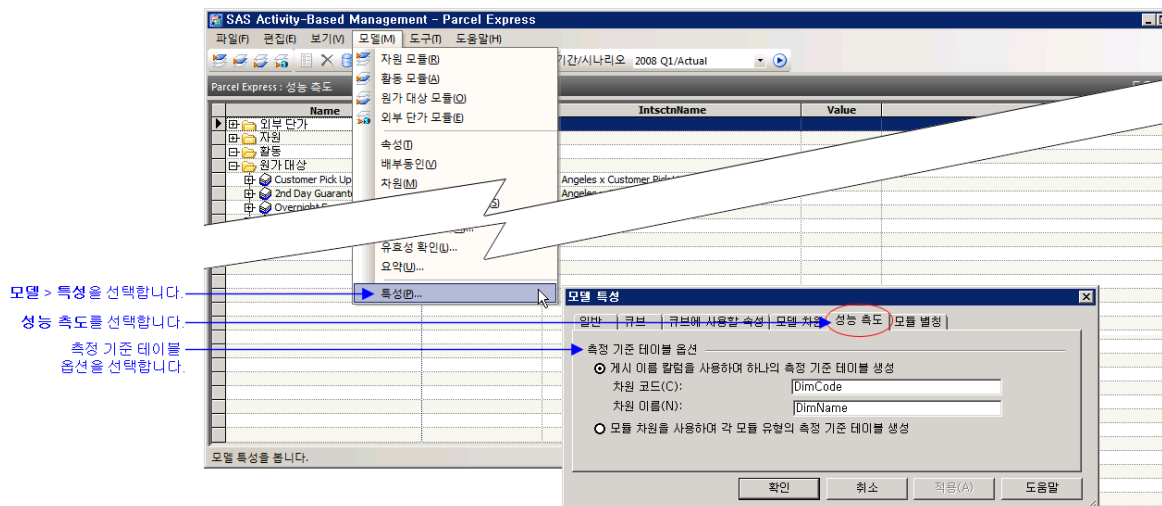 SAS Activity-Based Management - Parcel Express
파일(F) 편집(E) 보기(V) 모델(M) 도구(T) 도움말(H)
기간/시나리오 2008 Q1/Actual
Parcel Express : 성능 측도
Name IntsctnName Value
외부 단가
자원
활동
원가 대상
Customer Pick Up
Angeles x Customer
2nd Day Guarant
자원 모듈(R)
활동 모듈(A)
원가 대상 모듈(O)
외부 단가 모듈(E)
속성(I)
배부동인(V)
차원(M)
유효성 확인(L)...
요약(U)...
특성(P)...
모델 > 특성을 선택합니다.
성능 측도를 선택합니다.
측정 기준 테이블
옵션을 선택합니다.
모델 특성을 봅니다.
모델 특성
일반 큐브 큐브에 사용할 속성 모델 차원 성능 측도 모듈 별칭
측정 기준 테이블 옵션
게시 이름 칼럼을 사용하여 하나의 측정 기준 테이블 생성
차원 코드(C): DimCode
차원 이름(N): DimName
모듈 차원을 사용하여 각 모듈 유형의 측정 기준 테이블 생성
확인 취소 적용(A) 도움말